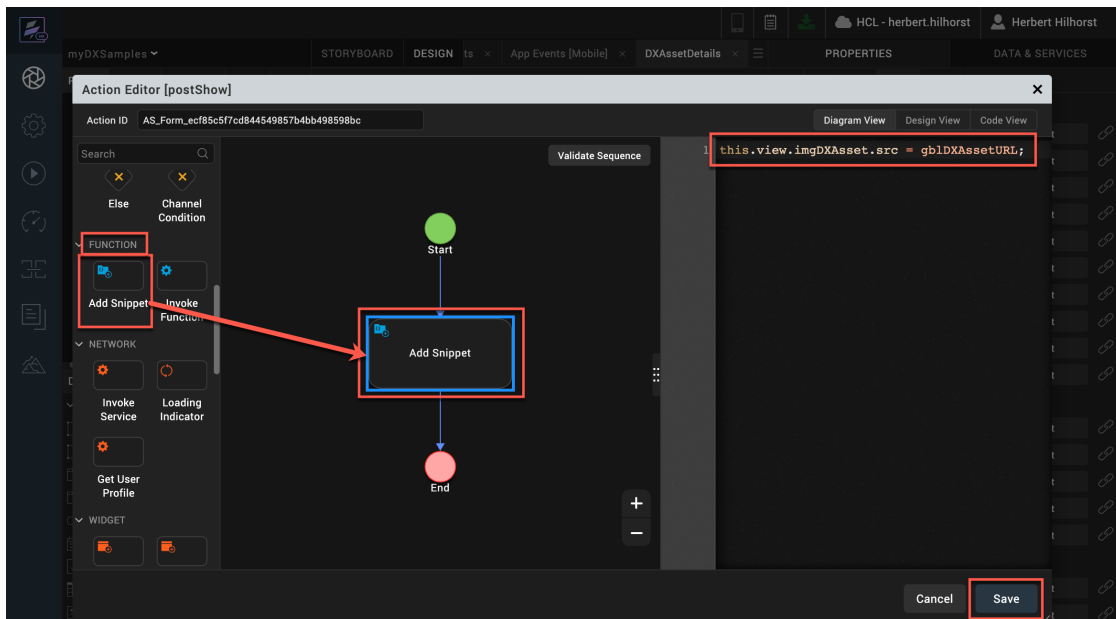 HCL - herbert.hilhorst
Herbert Hilhorst
myDXSamples
STORYBOARD
DESIGN
ts ×
App Events [Mobile] ×
DXAssetDetails ×
PROPERTIES
DATA & SERVICES
Action Editor [postShow]
Action ID
AS_Form_ecf85c5f7cd844549857b4bb498598bc
Diagram View
Design View
Code View
Search
Validate Sequence
1
this.view.imgDXAsset.src = gblDXAssetURL;
Else
Channel
Condition
FUNCTION
Add Snippet
Invoke
Function
NETWORK
Invoke
Service
Loading
Indicator
Get User
Profile
WIDGET
Start
Add Snippet
End
+
−
Cancel
Save